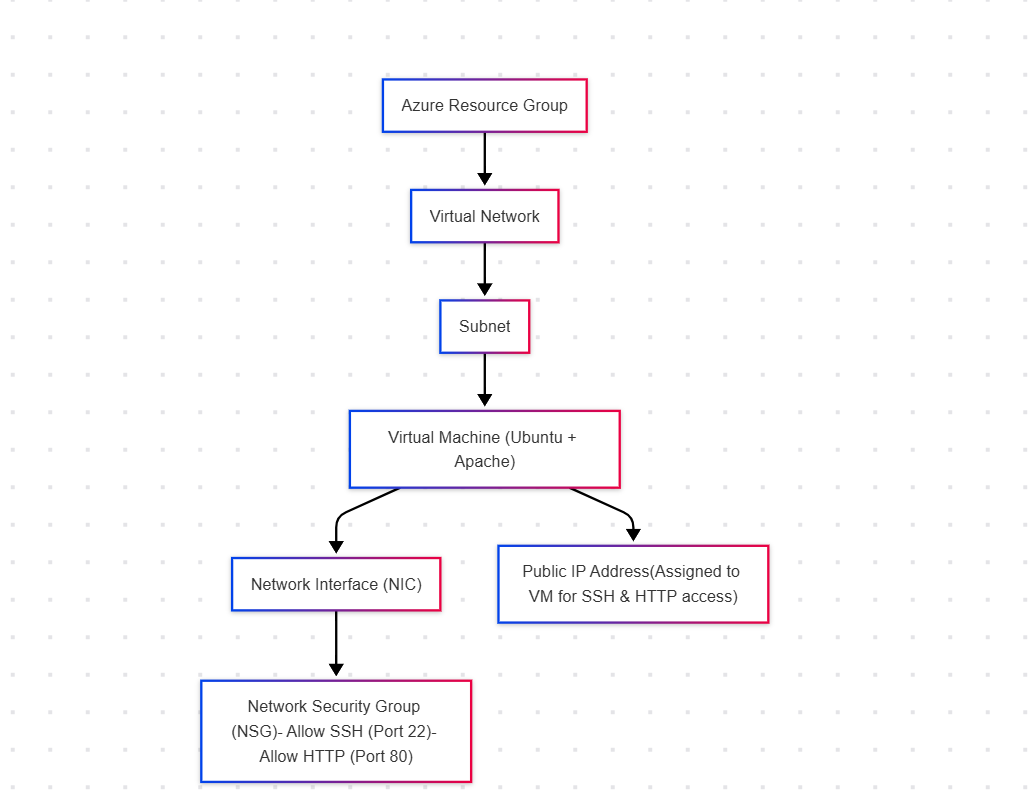 Azure Resource Group
Virtual Network
Subnet
Virtual Machine (Ubuntu +
Apache)
Network Interface (NIC)
Public IP Address(Assigned to
VM for SSH & HTTP access)
Network Security Group
(NSG)- Allow SSH (Port 22)-
Allow HTTP (Port 80)